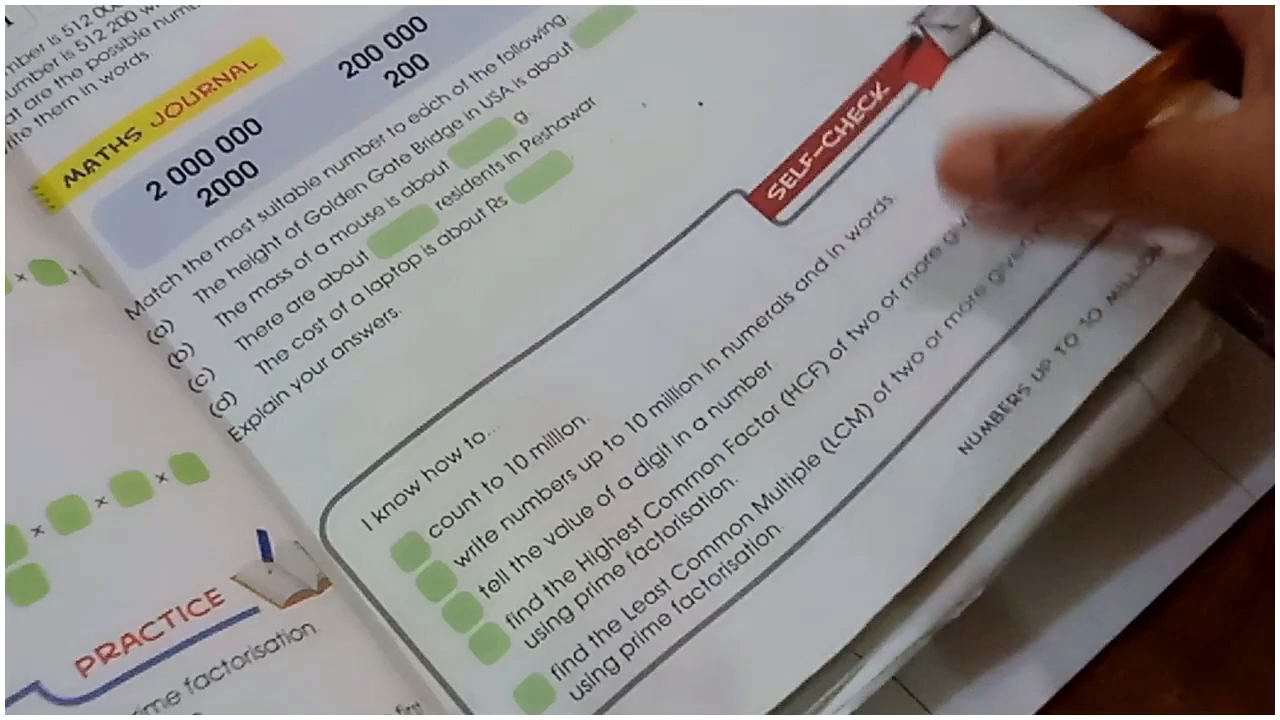 mber is 512 00
umber is 512 200 w
at are the possible num
rite them in words
MATHS JOURNAL
2 000 000
200 000
2000
200
Match the most suitable number to each of the following.
(a) The height of Golden Gate Bridge in USA is about
(b) The mass of a mouse is about g
(c) There are about residents in Peshawar
(d) The cost of a laptop is about Rs
Explain your answers.
SELF-CHECK
I know how to...
count to 10 million.
write numbers up to 10 million in numerals and in words.
tell the value of a digit in a number.
find the Highest Common Factor (HCF) of two or more giv
using prime factorisation.
find the Least Common Multiple (LCM) of two or more given
using prime factorisation.
NUMBERS UP TO 10 MILLION
× ×
× × ×
PRACTICE
ime factorisation.